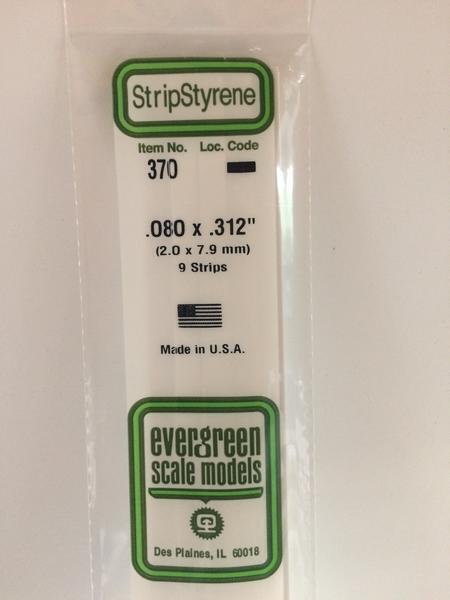 StripStyrene
Item No. Loc. Code
370
.080 x .312"
(2.0 x 7.9 mm)
9 Strips
Made in U.S.A.
evergreen
scale models
Des Plaines, IL 60018